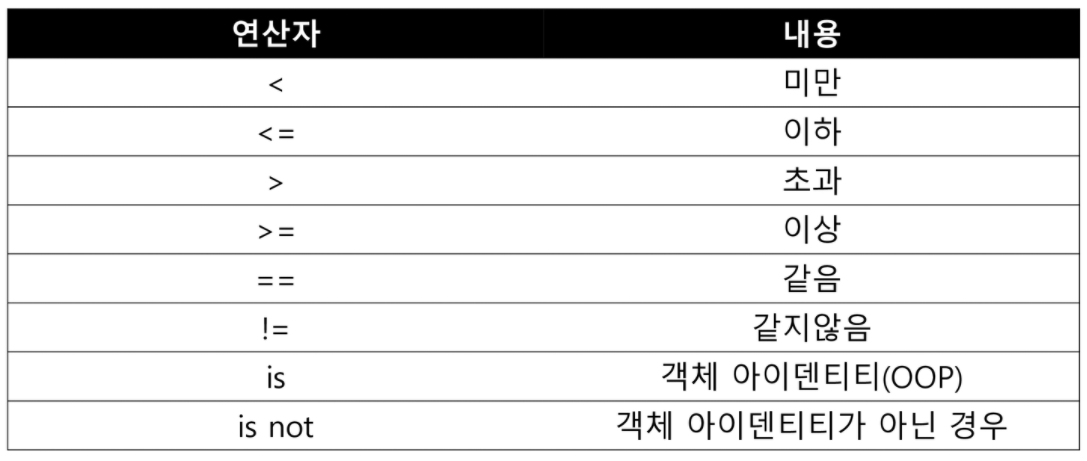 연산자 내용
< 미만
<= 이하
> 초과
>= 이상
== 같음
!= 같지않음
is 객체 아이덴티티(OOP)
is not 객체 아이덴티티가 아닌 경우